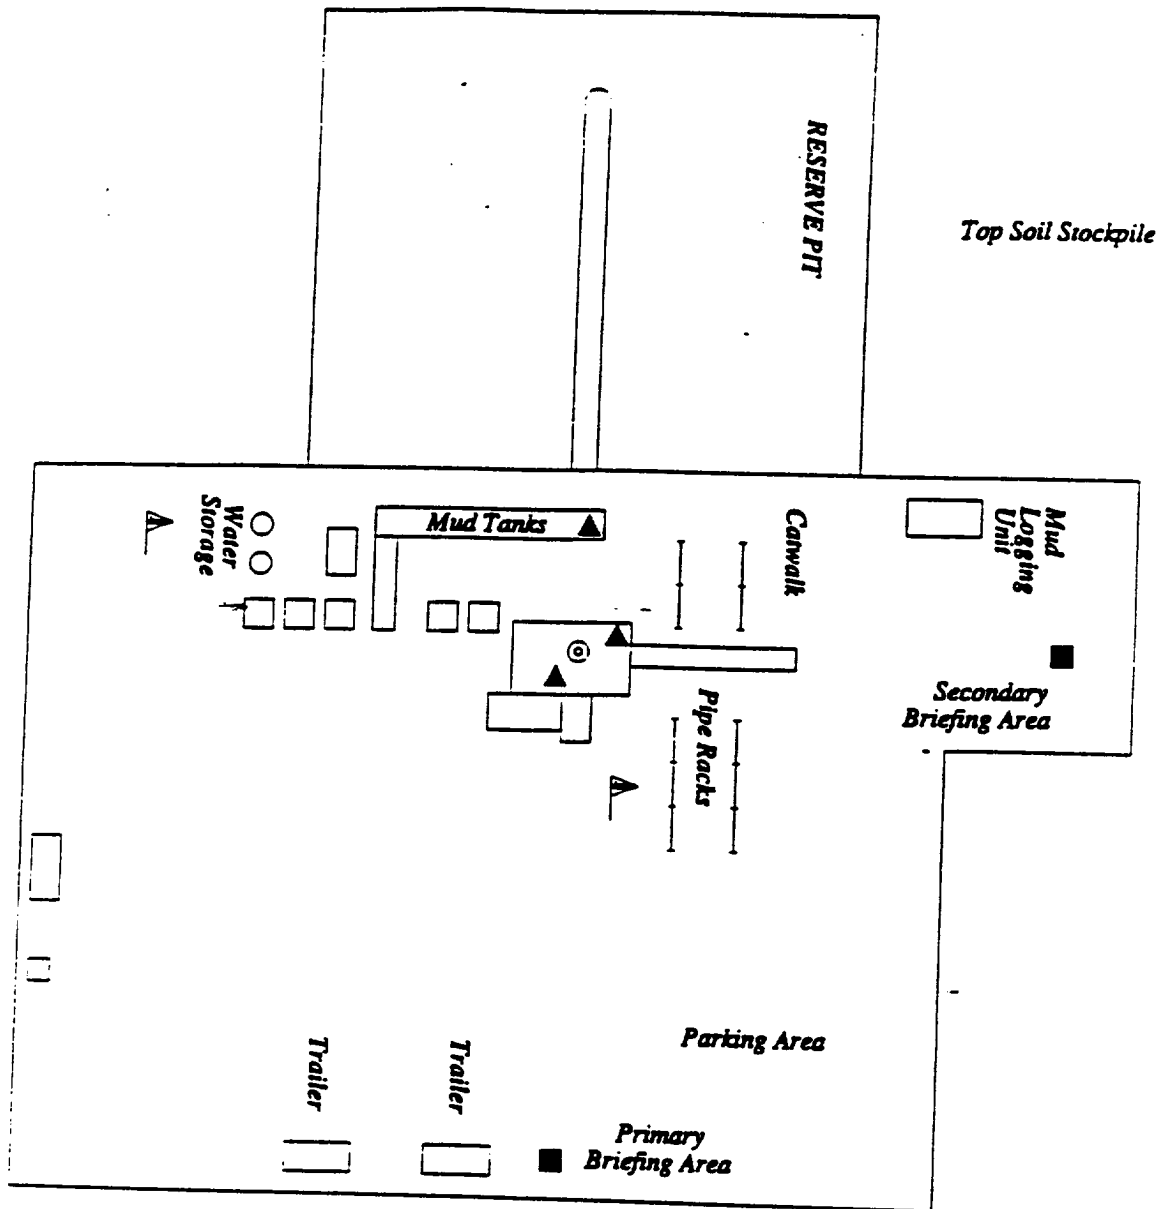 RESERVE PIT
Top Soil Stockpile
Water
Storage
Mud Tanks
Catwalk
Mud
Logging
Unit
Secondary
Briefing Area
Pipe Racks
Parking Area
Trailer
Trailer
Primary
Briefing Area